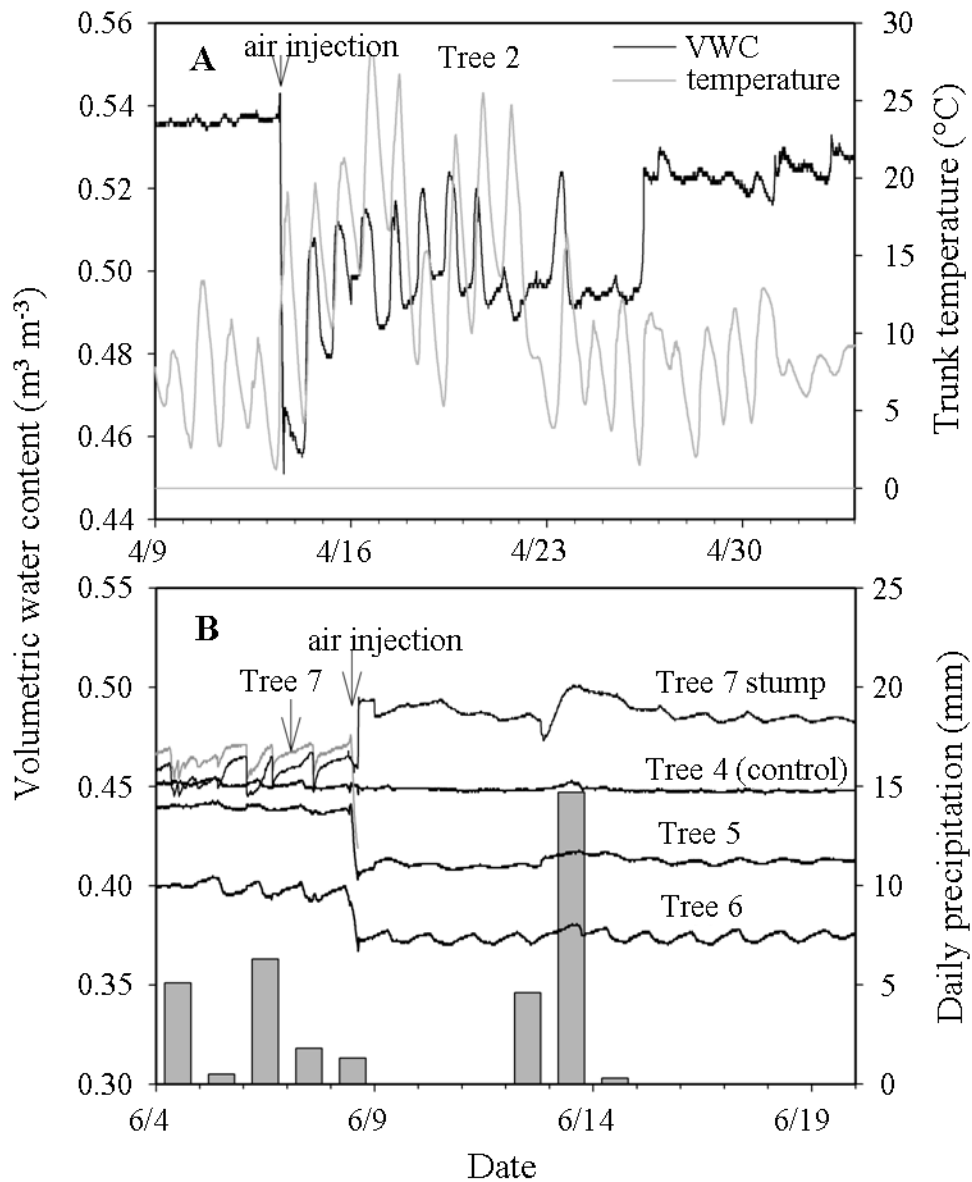 0.56
0.54
0.52
0.50
0.48
0.46
0.44
A
air injection
Tree 2
VWC
temperature
30
25
20
15
10
5
0
4/9
4/16
4/23
4/30
Trunk temperature (°C)
Volumetric water content (m³ m⁻³)
0.55
0.50
0.45
0.40
0.35
0.30
B
air injection
Tree 7
Tree 7 stump
Tree 4 (control)
Tree 5
Tree 6
25
20
15
10
5
0
Daily precipitation (mm)
6/4
6/9
6/14
6/19
Date